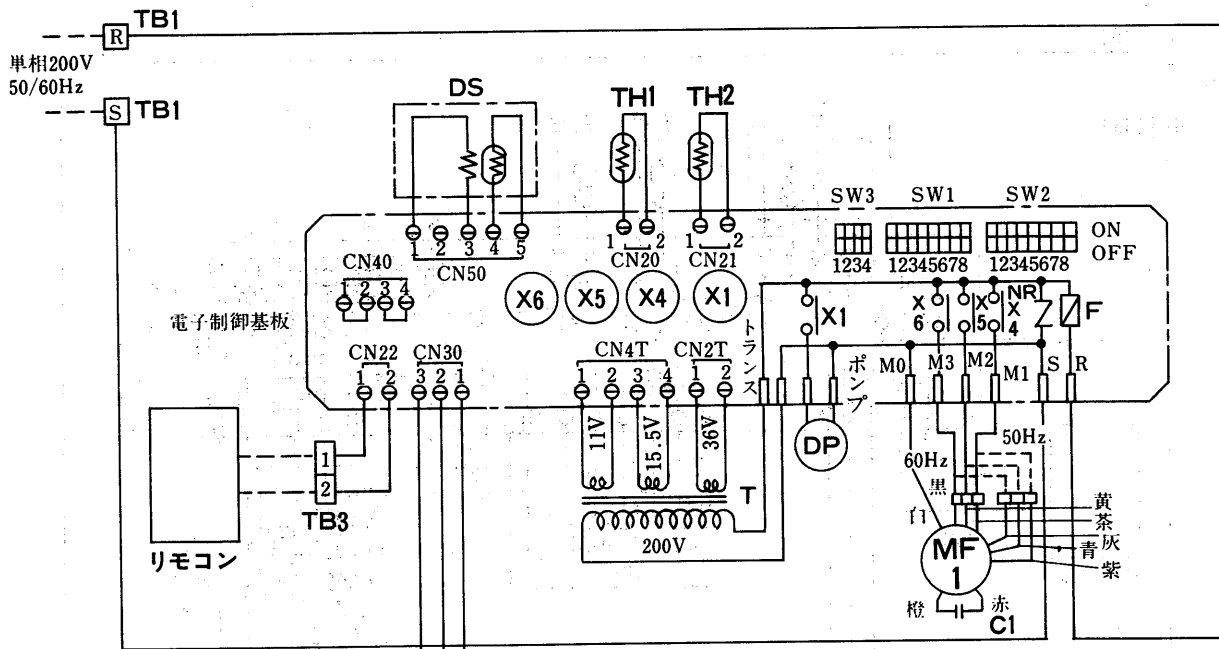 TB1
R
単相200V
50/60Hz
S
TB1
DS
TH1
TH2
SW3
SW1
SW2
ON
OFF
1234
12345678
12345678
1 2 3 4 5
CN50
1 2
CN20
1 2
CN21
CN40
1 2 3 4
X6
X5
X4
X1
X1
X6
X5
X4
NR
F
電子制御基板
CN22
1 2
CN30
3 2 1
CN4T
1 2 3 4
CN2T
1 2
トランス
ポンプ
M0
M3
M2
M1
S
R
11V
15.5V
36V
T
200V
DP
60Hz
50Hz
黒
白
黄
茶
灰
青
紫
MF
1
橙
赤
C1
1
2
TB3
リモコン